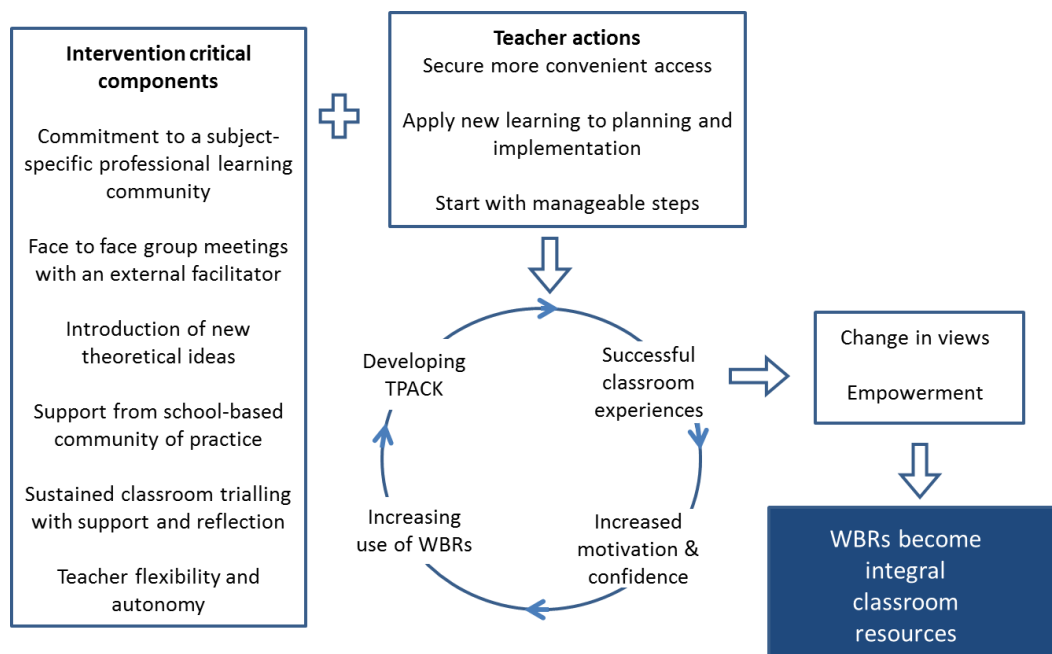 Intervention critical
components
Commitment to a subject-
specific professional learning
community
Face to face group meetings
with an external facilitator
Introduction of new
theoretical ideas
Support from school-based
community of practice
Sustained classroom trialling
with support and reflection
Teacher flexibility and
autonomy
Teacher actions
Secure more convenient access
Apply new learning to planning and
implementation
Start with manageable steps
Developing
TPACK
Successful
classroom
experiences
Increased
motivation &
confidence
Increasing
use of WBRs
Change in views
Empowerment
WBRs become
integral
classroom
resources